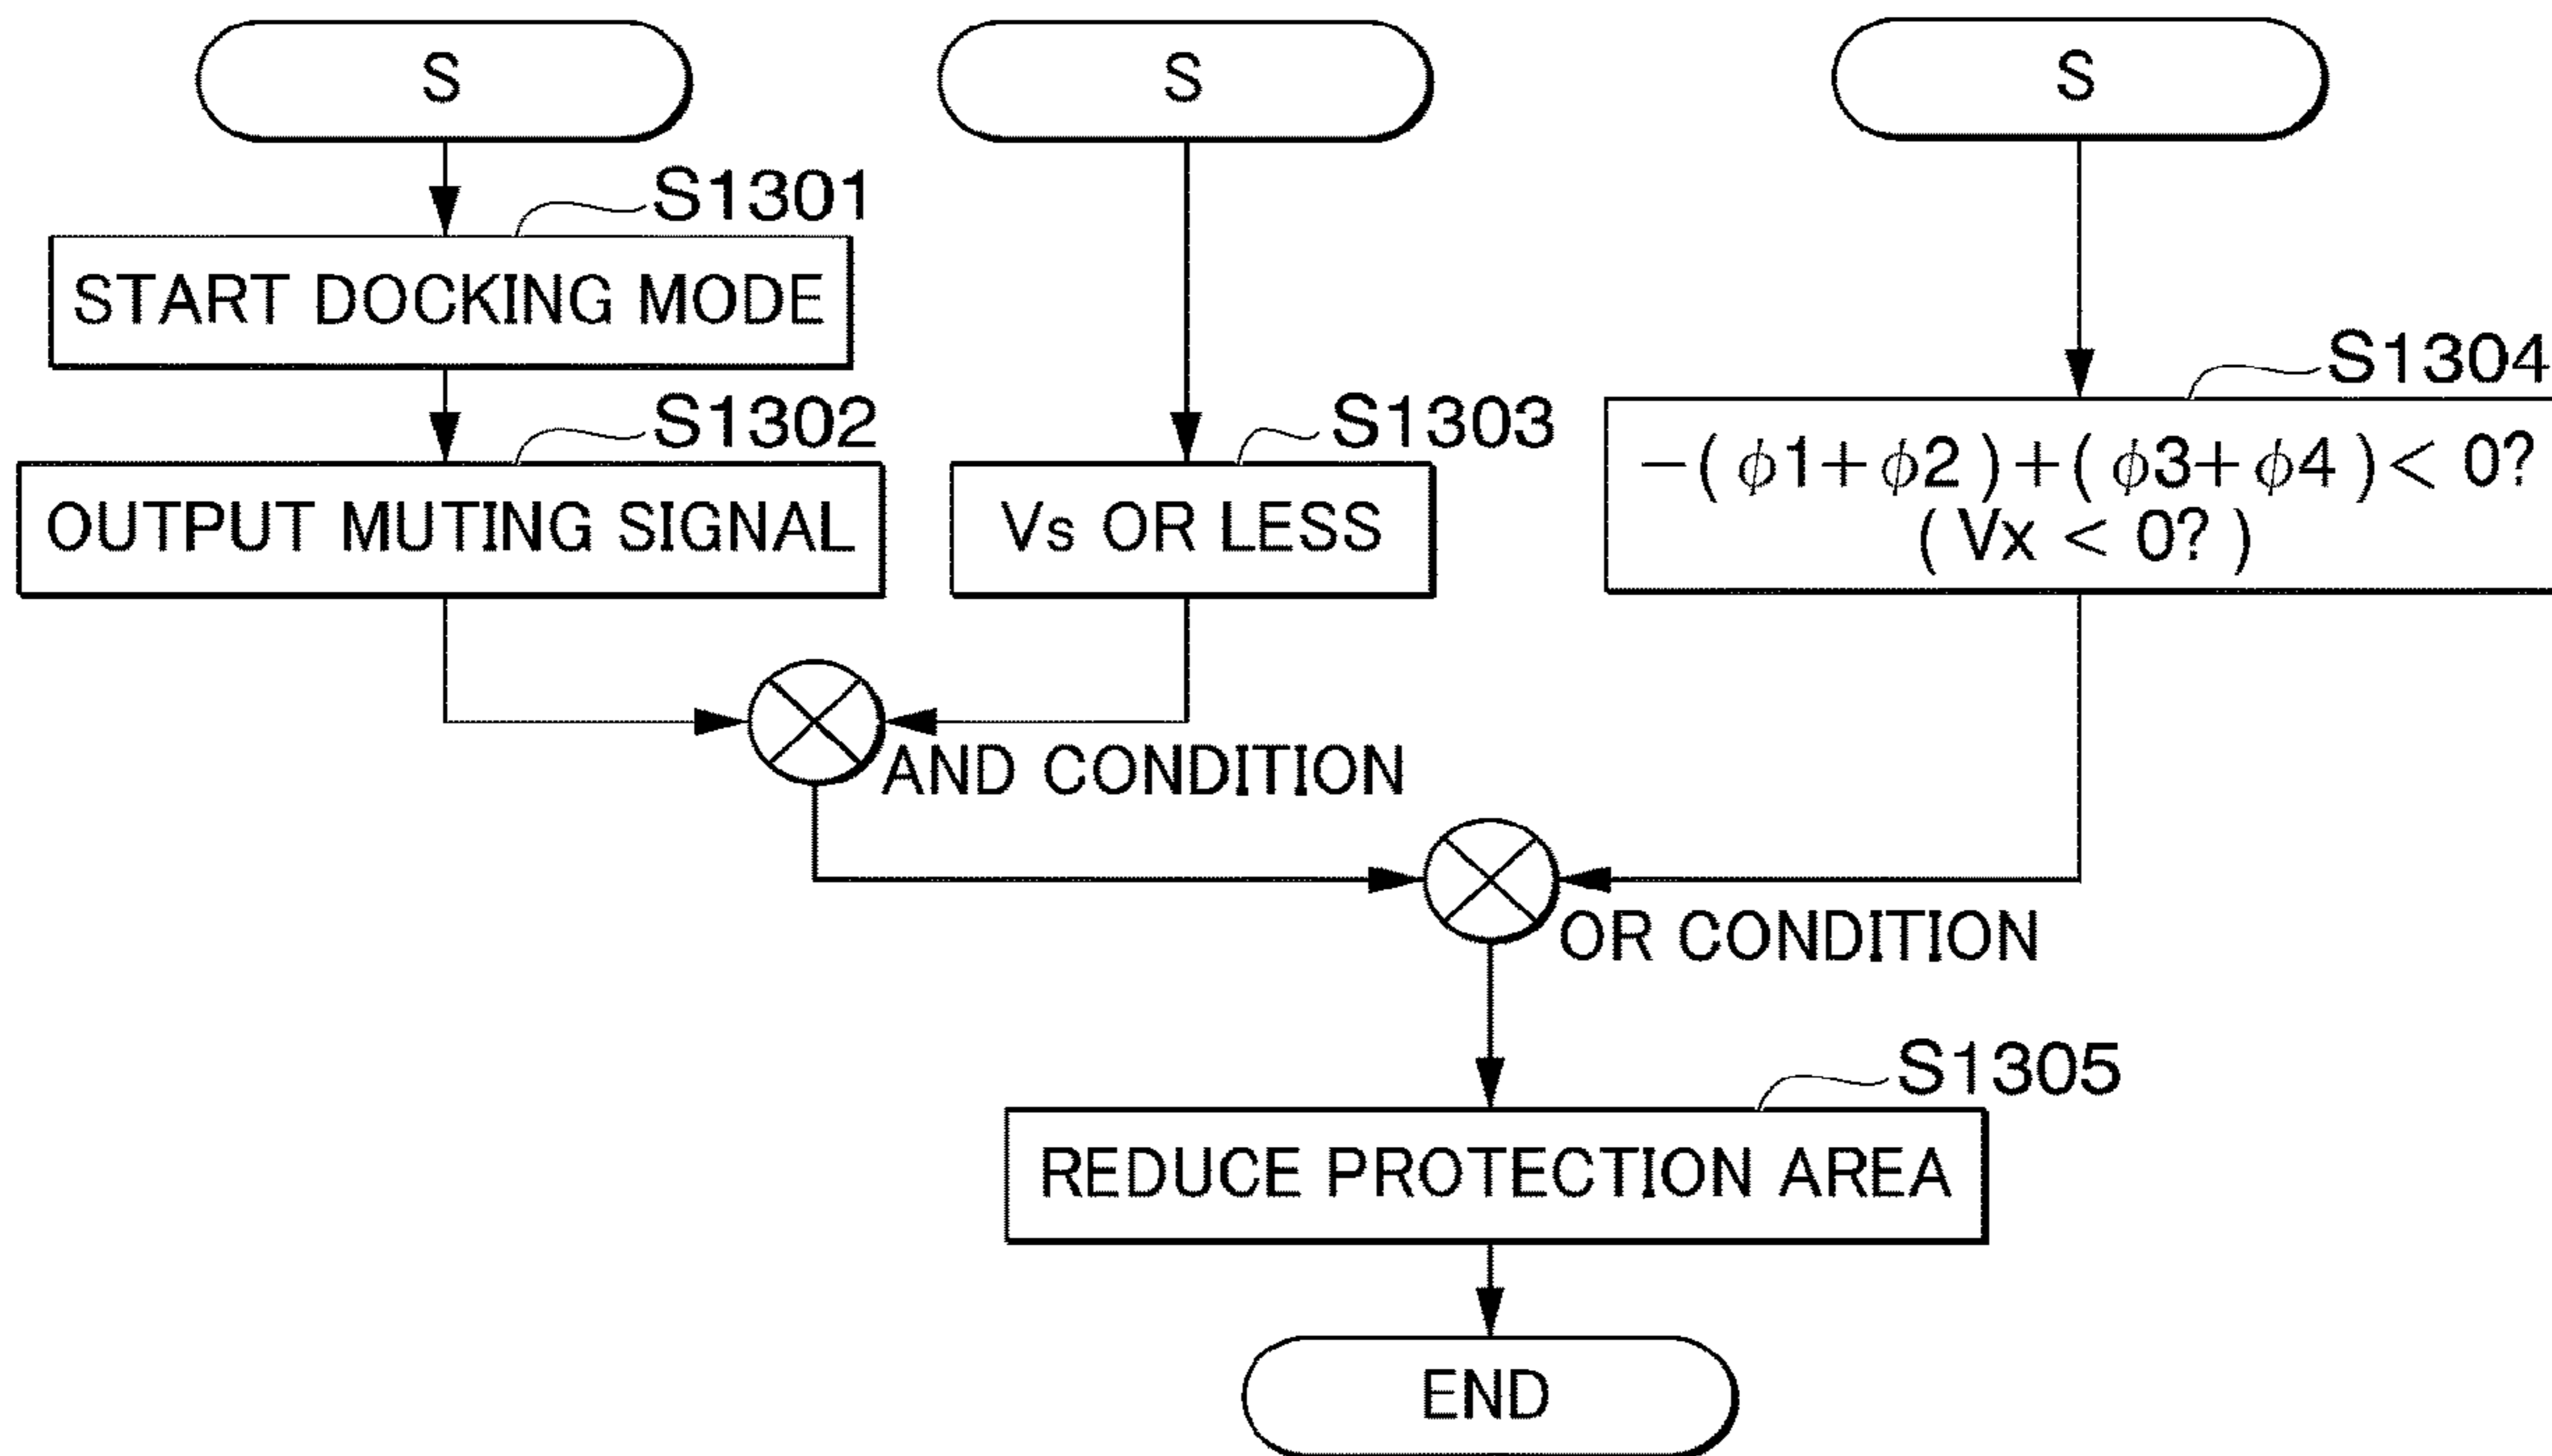 S
S
S
S1301
START DOCKING MODE
S1302
OUTPUT MUTING SIGNAL
S1303
Vs OR LESS
S1304
−(ϕ1+ϕ2)+(ϕ3+ϕ4)< 0?
(Vx < 0?)
AND CONDITION
OR CONDITION
S1305
REDUCE PROTECTION AREA
END